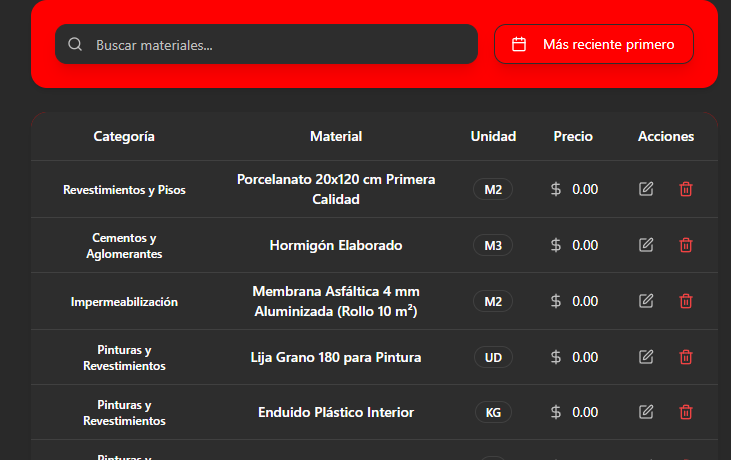 Buscar materiales...
Más reciente primero
Categoría Material Unidad Precio Acciones
Revestimientos y Pisos
Porcelanato 20x120 cm Primera
Calidad
M2
$ 0.00
Cementos y
Aglomerantes
Hormigón Elaborado
M3
$ 0.00
Impermeabilización
Membrana Asfáltica 4 mm
Aluminizada (Rollo 10 m²)
M2
$ 0.00
Pinturas y
Revestimientos
Lija Grano 180 para Pintura
UD
$ 0.00
Pinturas y
Revestimientos
Enduido Plástico Interior
KG
$ 0.00
Pinturas y